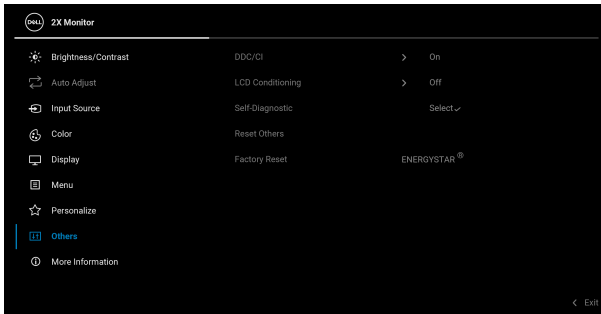 DELL 2X Monitor
Brightness/Contrast DDC/CI > On
Auto Adjust LCD Conditioning > Off
Input Source Self-Diagnostic Select ✓
Color Reset Others
Display Factory Reset ENERGYSTAR ®
Menu
Personalize
Others
More Information
< Exit